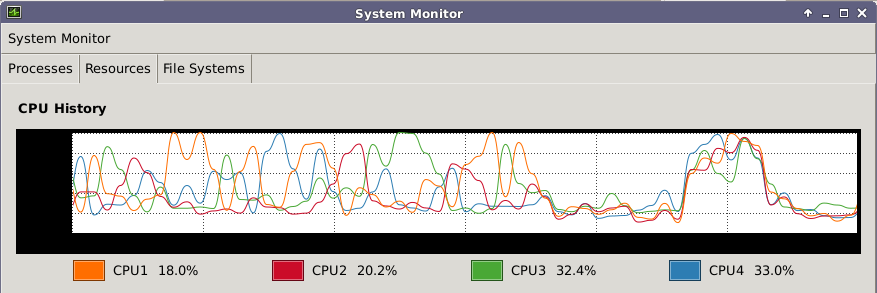 System Monitor
System Monitor
Processes Resources File Systems
CPU History
CPU1 18.0% CPU2 20.2% CPU3 32.4% CPU4 33.0%